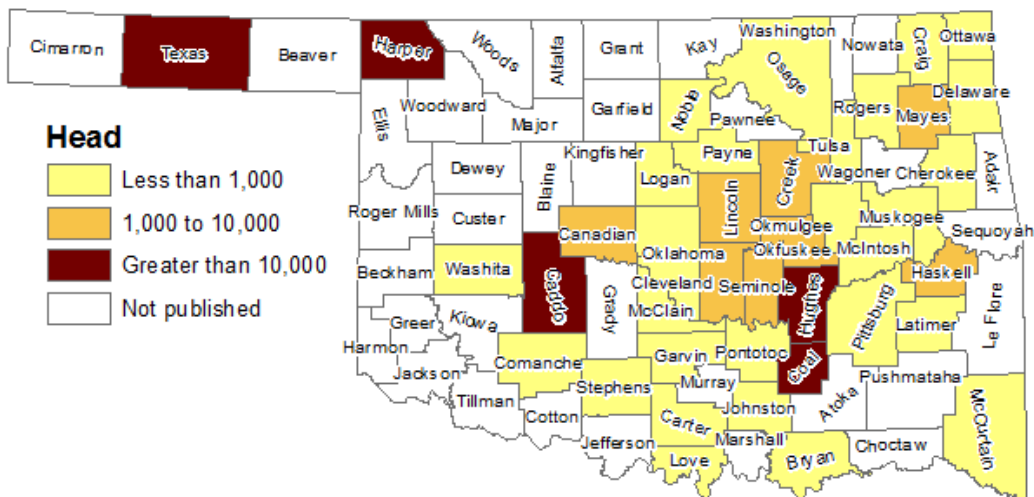 Cimarron
Texas
Beaver
Harper
Woods
Alfalfa
Grant
Kay
Washington
Osage
Nowata
Craig
Ottawa
Ellis
Woodward
Major
Garfield
Noble
Pawnee
Rogers
Mayes
Delaware
Head
Less than 1,000
1,000 to 10,000
Greater than 10,000
Not published
Dewey
Blaine
Kingfisher
Logan
Payne
Creek
Tulsa
Wagoner
Cherokee
Adair
Roger Mills
Custer
Canadian
Oklahoma
Lincoln
Okmulgee
Okfuskee
Muskogee
McIntosh
Sequoyah
Beckham
Washita
Caddo
Grady
Cleveland
McClain
Seminole
Hughes
Pittsburg
Haskell
Latimer
Le Flore
Greer
Kiowa
Harmon
Jackson
Comanche
Stephens
Garvin
Pontotoc
Coal
Murray
Tillman
Cotton
Carter
Johnston
Atoka
Pushmataha
McCurtain
Jefferson
Love
Marshall
Bryan
Choctaw